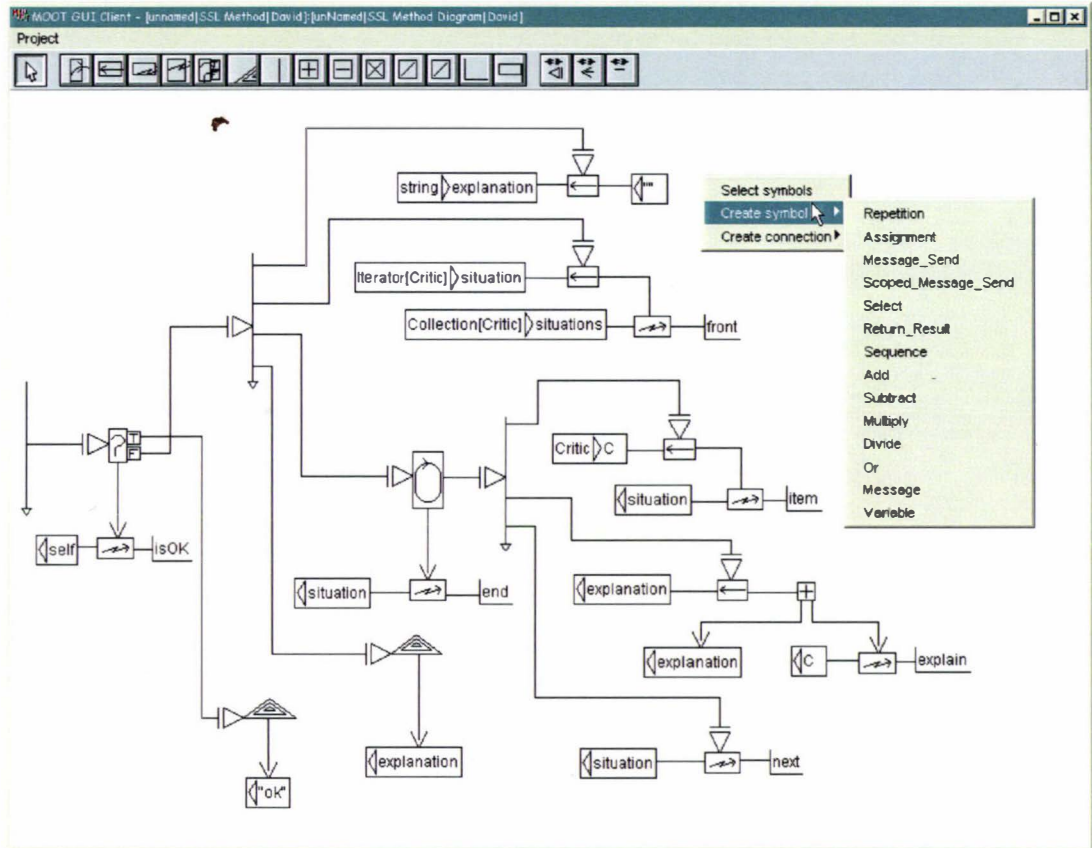 MOOT GUI Client - [unnamed|SSL Method|David]:[unNamed|SSL Method Diagram|David]
Project
string explanation
""
Select symbols
Create symbol
Create connection
Repetition
Assignment
Message_Send
Scoped_Message_Send
Select
Return_Result
Sequence
Add
Subtract
Multiply
Divide
Or
Message
Variable
Iterator[Critic] situation
Collection[Critic] situations
front
T
F
Critic C
situation
item
self
isOK
situation
end
explanation
explanation
C
explain
explanation
situation
next
"ok"